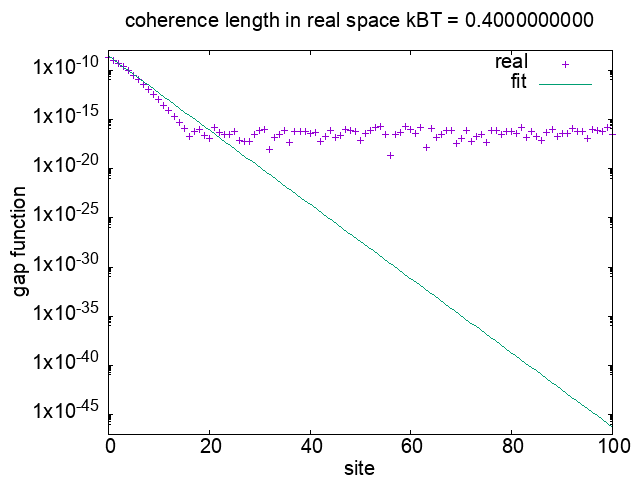 coherence length in real space kBT = 0.4000000000
real
fit
1x10-10
1x10-15
1x10-20
1x10-25
1x10-30
1x10-35
1x10-40
1x10-45
gap function
0 20 40 60 80 100
site